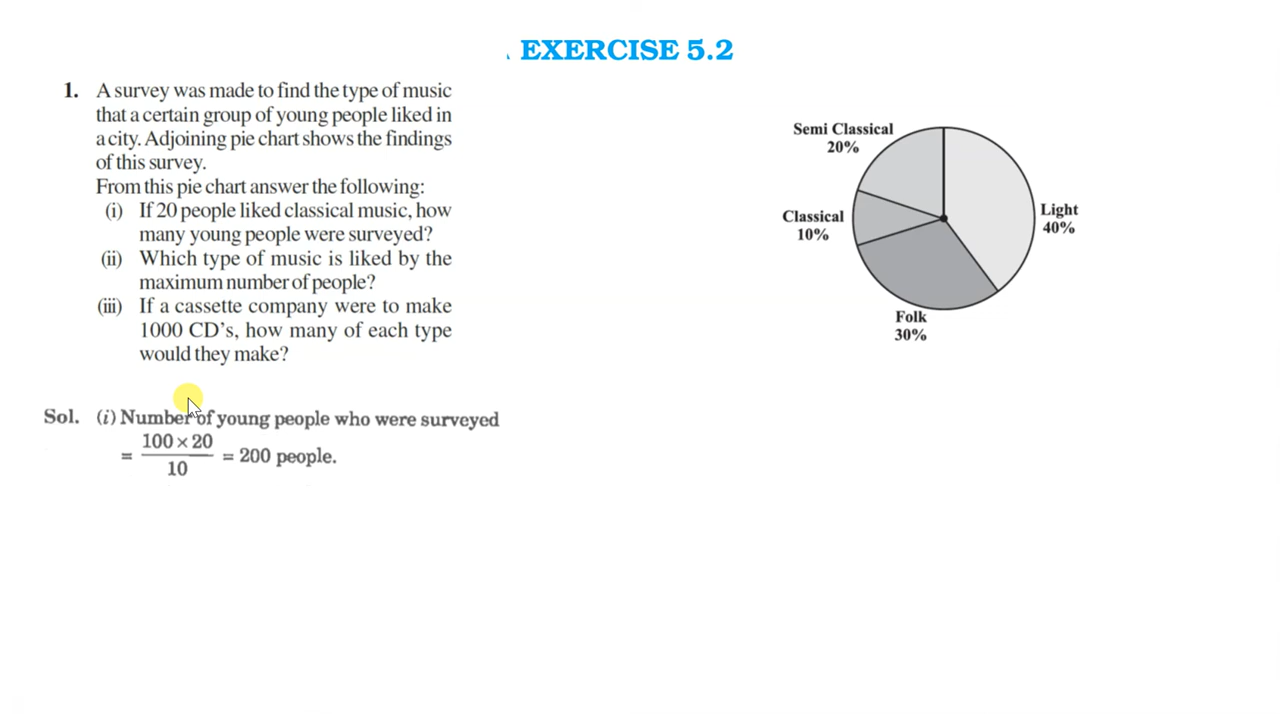 EXERCISE 5.2
1. A survey was made to find the type of music
that a certain group of young people liked in
a city. Adjoining pie chart shows the findings
of this survey.
From this pie chart answer the following:
(i) If 20 people liked classical music, how
many young people were surveyed?
(ii) Which type of music is liked by the
maximum number of people?
(iii) If a cassette company were to make
1000 CD's, how many of each type
would they make?
Semi Classical
20%
Classical
10%
Light
40%
Folk
30%
Sol. (i) Number of young people who were surveyed
= 100 × 20 / 10 = 200 people.